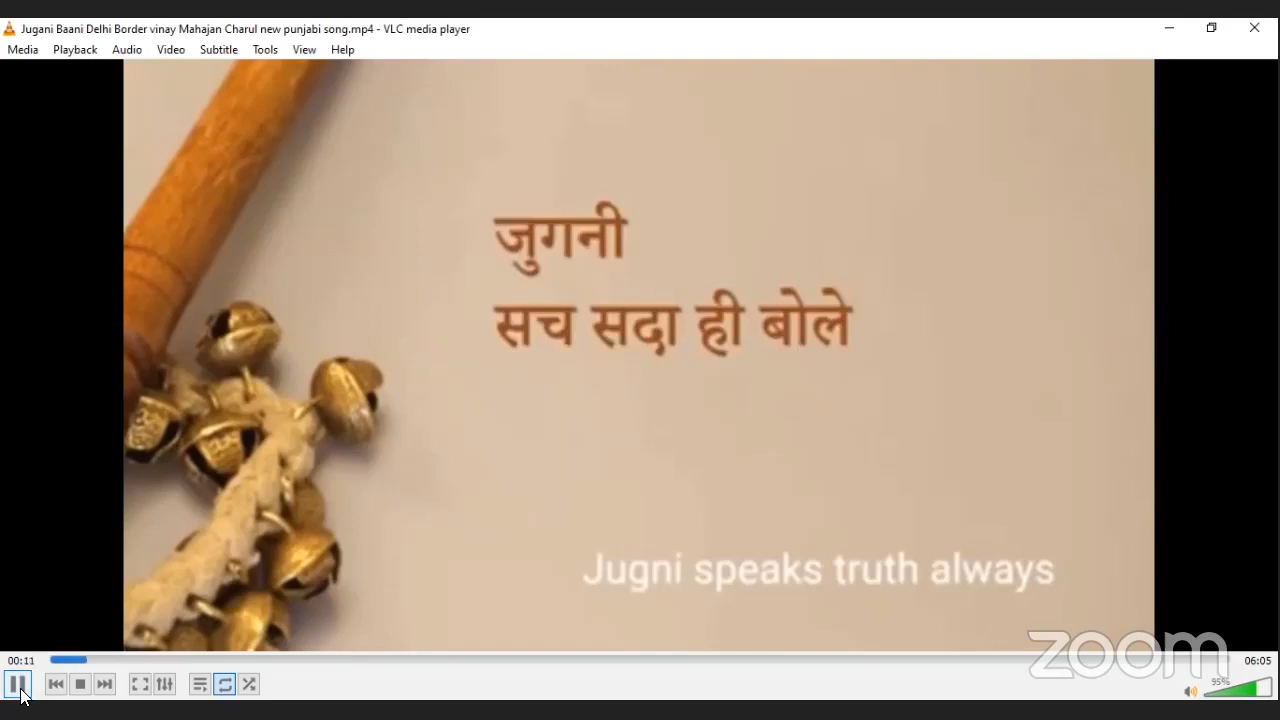 Jugani Baani Delhi Border vinay Mahajan Charul new punjabi song.mp4 - VLC media player
Media Playback Audio Video Subtitle Tools View Help
जुगनी
सच सदा ही बोले
Jugni speaks truth always
zoom
00:11
06:05
95%